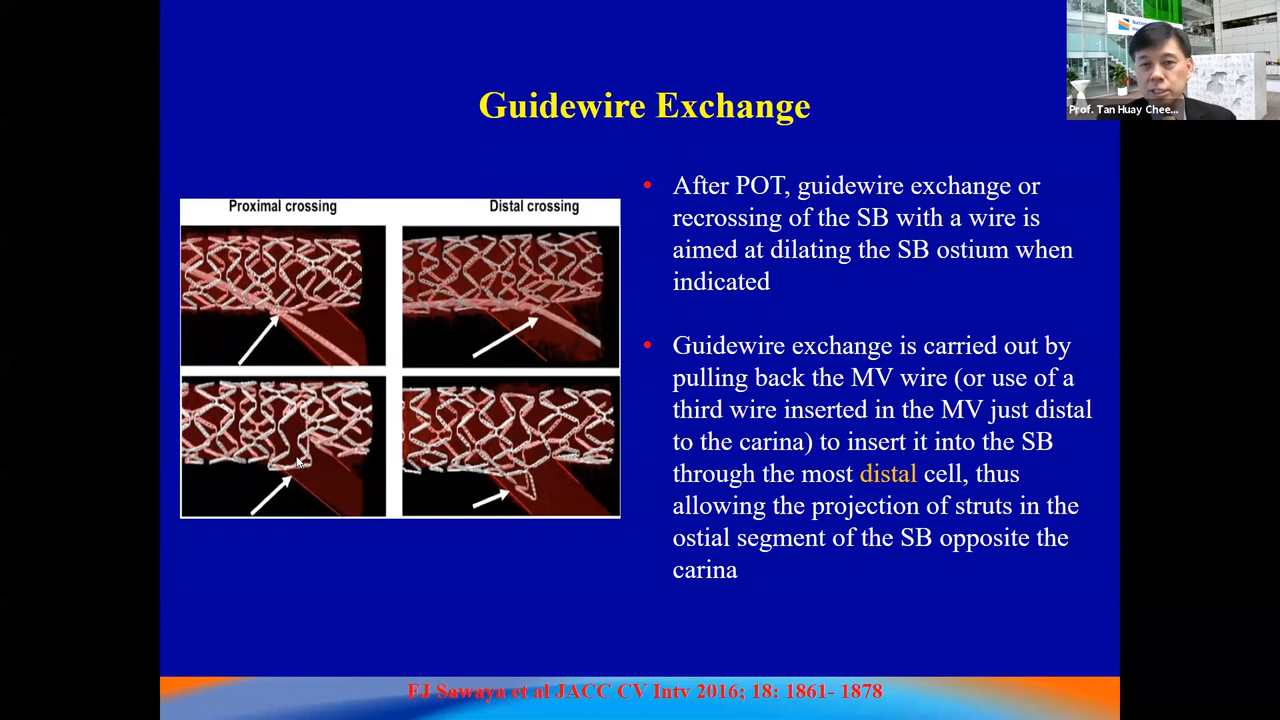 Guidewire Exchange
Proximal crossing
Distal crossing
• After POT, guidewire exchange or
recrossing of the SB with a wire is
aimed at dilating the SB ostium when
indicated
• Guidewire exchange is carried out by
pulling back the MV wire (or use of a
third wire inserted in the MV just distal
to the carina) to insert it into the SB
through the most distal cell, thus
allowing the projection of struts in the
ostial segment of the SB opposite the
carina
FJ Sawaya et al JACC CV Intv 2016; 18: 1861- 1878
Prof. Tan Huay Chee...